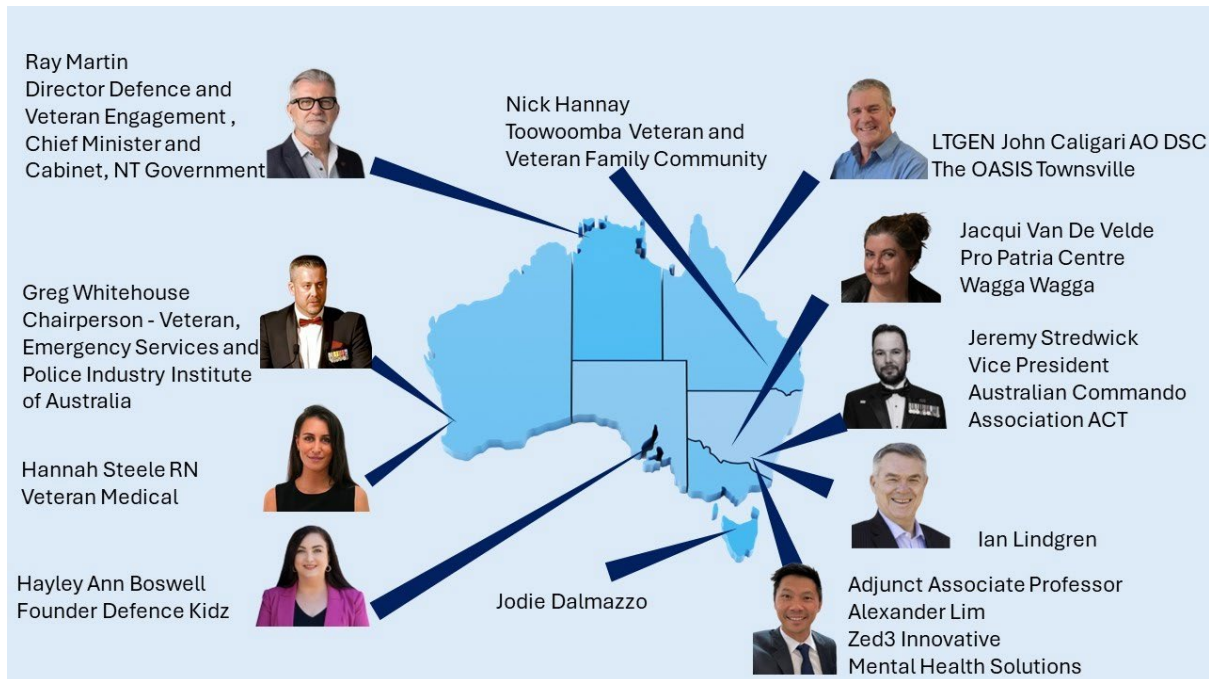 Ray Martin
Director Defence and
Veteran Engagement ,
Chief Minister and
Cabinet, NT Government
Nick Hannay
Toowoomba Veteran and
Veteran Family Community
LTGEN John Caligari AO DSC
The OASIS Townsville
Jacqui Van De Velde
Pro Patria Centre
Wagga Wagga
Greg Whitehouse
Chairperson - Veteran,
Emergency Services and
Police Industry Institute
of Australia
Jeremy Stredwick
Vice President
Australian Commando
Association ACT
Hannah Steele RN
Veteran Medical
Ian Lindgren
Hayley Ann Boswell
Founder Defence Kidz
Jodie Dalmazzo
Adjunct Associate Professor
Alexander Lim
Zed3 Innovative
Mental Health Solutions